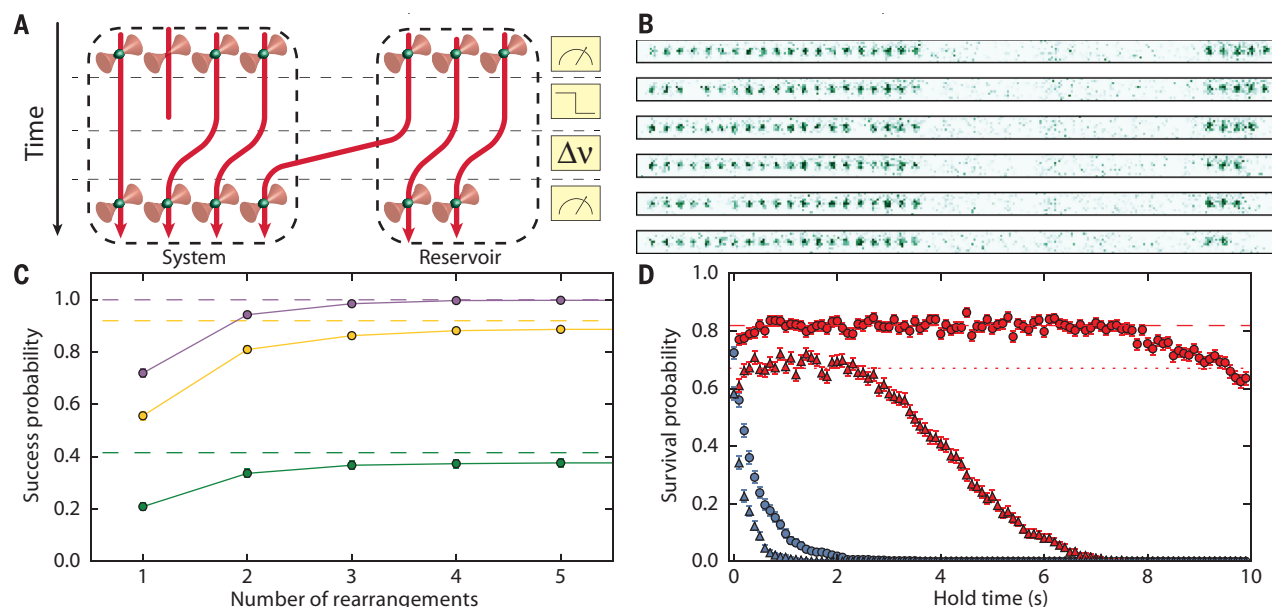 A
Time
Δν
System
Reservoir
B
C
Success probability
1.0
0.8
0.6
0.4
0.2
0.0
1
2
3
4
5
Number of rearrangements
D
Survival probability
1.0
0.8
0.6
0.4
0.2
0.0
0
2
4
6
8
10
Hold time (s)